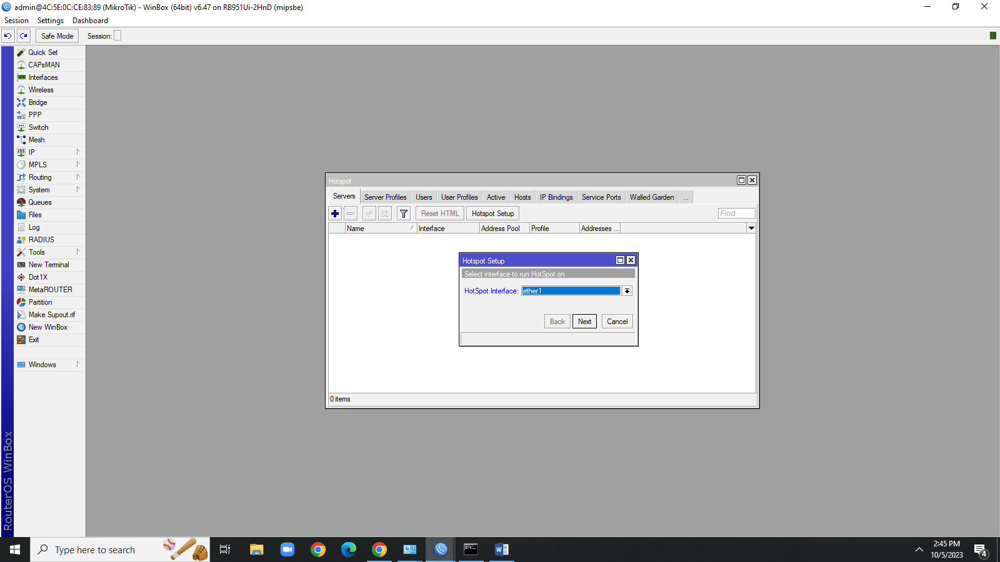 admin@4C:5E:0C:CE:83:89 (MikroTik) - WinBox (64bit) v6.47 on RB951Ui-2HnD (mipsbe)
Session Settings Dashboard
Safe Mode Session:
Quick Set
CAPsMAN
Interfaces
Wireless
Bridge
PPP
Switch
Mesh
IP
MPLS
Routing
System
Queues
Files
Log
RADIUS
Tools
New Terminal
Dot1X
MetaROUTER
Partition
Make Supout.rif
New WinBox
Exit
Windows
RouterOS WinBox
Hotspot
Servers Server Profiles Users User Profiles Active Hosts IP Bindings Service Ports Walled Garden ...
Reset HTML Hotspot Setup Find
Name Interface Address Pool Profile Addresses ...
Hotspot Setup
Select interface to run HotSpot on
HotSpot Interface: ether1
Back Next Cancel
0 items
Type here to search
2:45 PM
10/5/2023
4